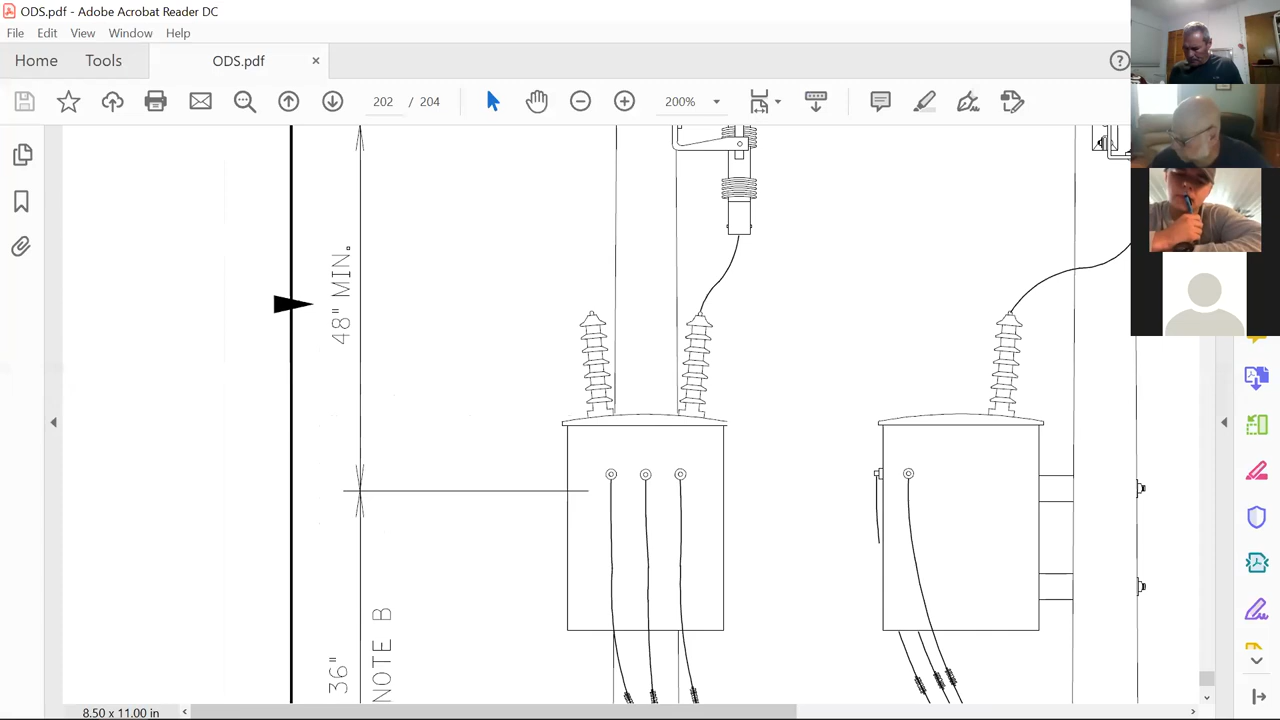 ODS.pdf - Adobe Acrobat Reader DC
File Edit View Window Help
Home Tools ODS.pdf ×
202 / 204 200%
48" MIN.
36"
NOTE B
8.50 x 11.00 in